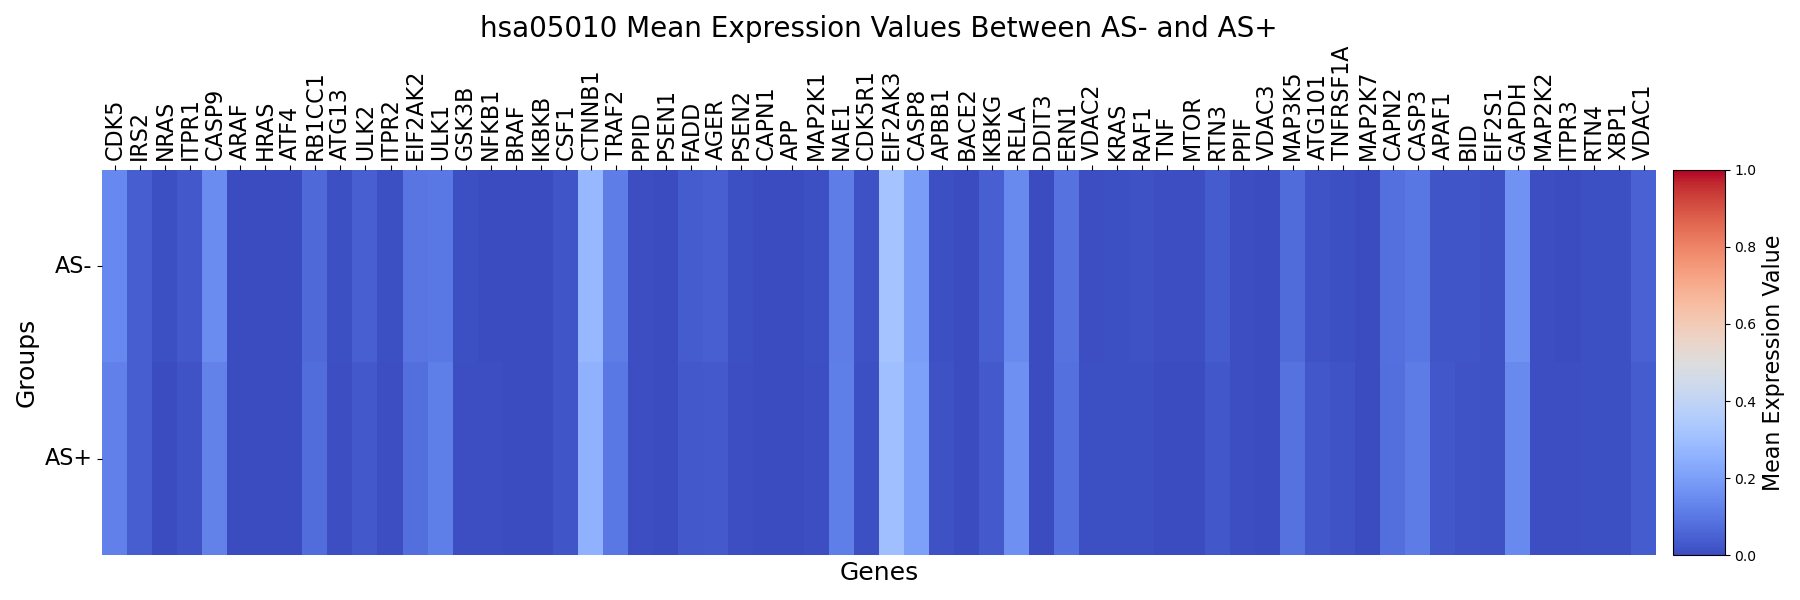 hsa05010 Mean Expression Values Between AS- and AS+
CDK5
IRS2
NRAS
ITPR1
CASP9
ARAF
HRAS
ATF4
RB1CC1
ATG13
ULK2
ITPR2
EIF2AK2
ULK1
GSK3B
NFKB1
BRAF
IKBKB
CSF1
CTNNB1
TRAF2
PPID
PSEN1
FADD
AGER
PSEN2
CAPN1
APP
MAP2K1
NAE1
CDK5R1
EIF2AK3
CASP8
APBB1
BACE2
IKBKG
RELA
DDIT3
ERN1
VDAC2
KRAS
RAF1
TNF
MTOR
RTN3
PPIF
VDAC3
MAP3K5
ATG101
TNFRSF1A
MAP2K7
CAPN2
CASP3
APAF1
BID
EIF2S1
GAPDH
MAP2K2
ITPR3
RTN4
XBP1
VDAC1
AS-
AS+
Groups
Genes
1.0
0.8
0.6
0.4
0.2
0.0
Mean Expression Value